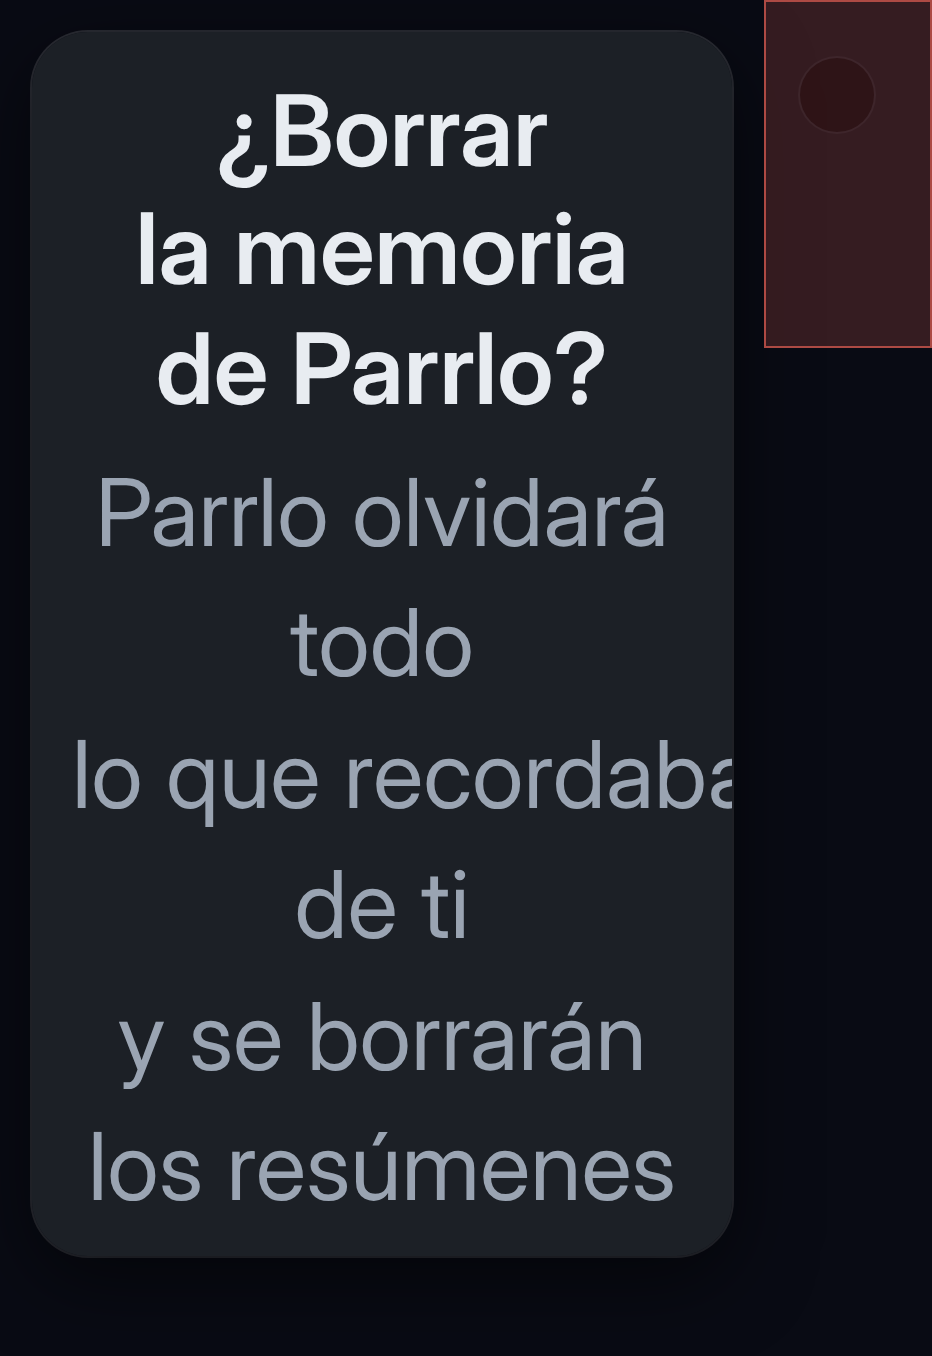 ¿Borrar
la memoria
de Parrlo?
Parrlo olvidará
todo
lo que recordaba
de ti
y se borrarán
los resúmenes